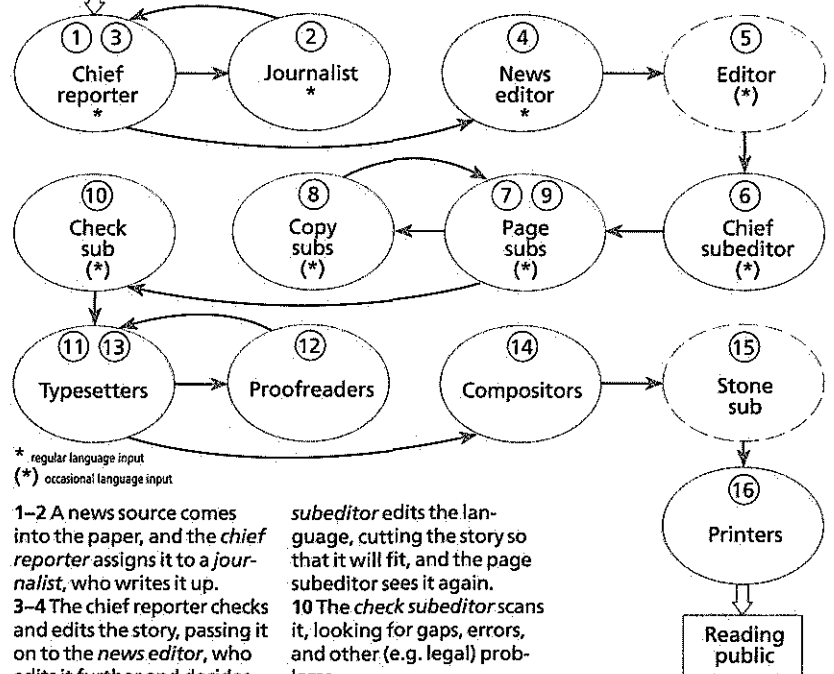 ① ③
Chief
reporter
*
②
Journalist
*
④
News
editor
*
⑤
Editor
(*)
⑩
Check
sub
(*)
⑧
Copy
subs
(*)
⑦ ⑨
Page
subs
(*)
⑥
Chief
subeditor
(*)
⑪ ⑬
Typesetters
⑫
Proofreaders
⑭
Compositors
⑮
Stone
sub
⑯
Printers
Reading
public
* regular language input
(*) occasional language input
1–2 A news source comes
into the paper, and the chief
reporter assigns it to a jour-
nalist, who writes it up.
3–4 The chief reporter checks
and edits the story, passing it
on to the news editor, who
edits it further and decides
subeditor edits the lan-
guage, cutting the story so
that it will fit, and the page
subeditor sees it again.
10 The check subeditor scans
it, looking for gaps, errors,
and other (e.g. legal) prob-